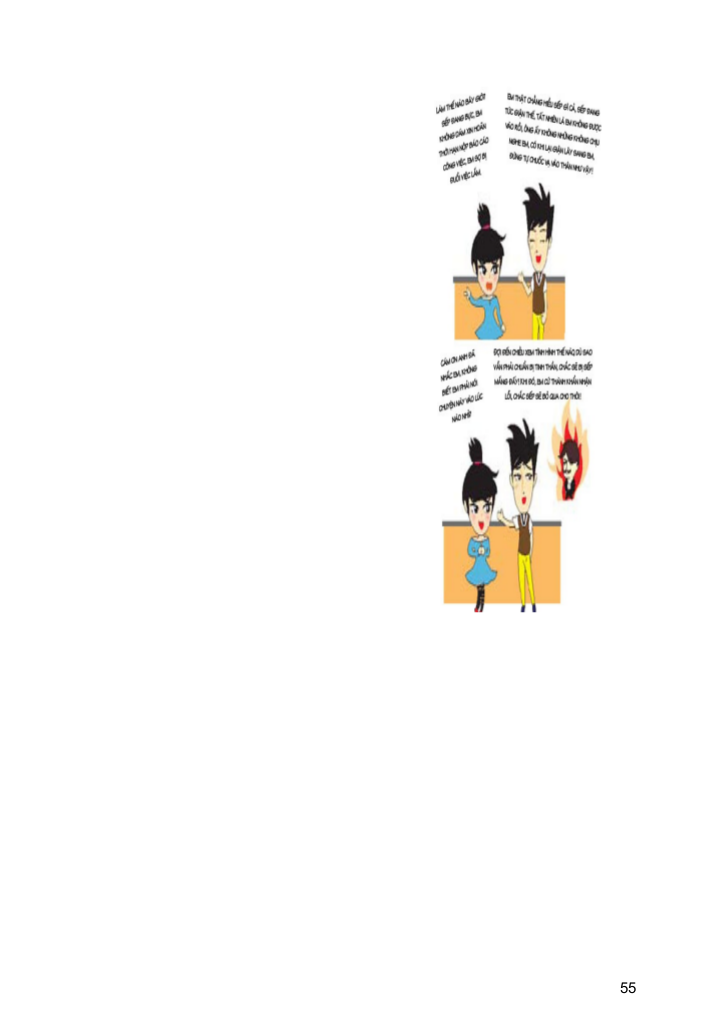 LÀM THẾ NÀO BÂY GIỜ?
SẾP ĐANG BỰC, EM
KHÔNG DÁM XIN HOÃN
THỜI HẠN NỘP BÁO CÁO
CÔNG VIỆC. EM SỢ BỊ
ĐUỔI VIỆC LẮM.
EM THẬT CHẲNG HIỂU SẾP GÌ CẢ, SẾP ĐANG
TỨC GIẬN THẾ, TẤT NHIÊN LÀ EM KHÔNG ĐƯỢC
VÀO RỒI, ÔNG ẤY KHÔNG NHỮNG KHÔNG CHỊU
NGHE EM, CÓ KHI LẠI GIẬN LÂY SANG EM,
ĐỪNG TỰ CHUỐC VẠ VÀO THÂN NHƯ VẬY!
CẢM ƠN ANH ĐÃ
NHẮC EM, KHÔNG
BIẾT EM PHẢI NÓI
CHUYỆN NÀY VÀO LÚC
NÀO NHỈ?
ĐỢI ĐẾN CHIỀU XEM TÌNH HÌNH THẾ NÀO, DÙ SAO
VẪN PHẢI CHUẨN BỊ TINH THẦN, CHẮC SẼ BỊ SẾP
MẮNG ĐẤY! KHI ĐÓ, EM CỨ THÀNH KHẨN NHẬN
LỖI, CHẮC SẾP SẼ BỎ QUA CHO THÔI!
55